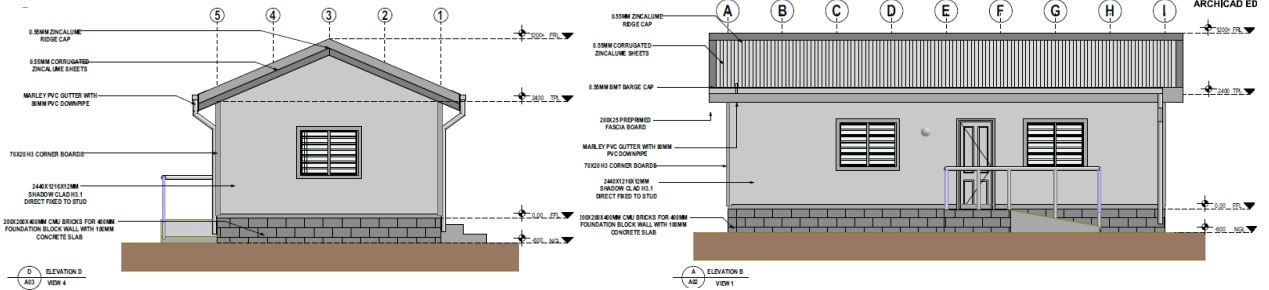 5
4
3
2
1
0.55MM ZINCALUME
RIDGE CAP
0.55MM CORRUGATED
ZINCALUME SHEETS
MARLEY PVC GUTTER WITH
80MM PVC DOWNPIPE
70X20 H3 CORNER BOARDS
2440X1216X12MM
SHADOW CLAD H3.1
DIRECT FIXED TO STUD
200X200X400MM CMU BRICKS FOR 400MM
FOUNDATION BLOCK WALL WITH 100MM
CONCRETE SLAB
2400 TPL
0.00 FFL
-600 NGL
D
A03
ELEVATION D
VIEW 4
ARCHICAD ED
A
B
C
D
E
F
G
H
I
0.55MM ZINCALUME
RIDGE CAP
0.55MM CORRUGATED
ZINCALUME SHEETS
0.55MM BMT BARGE CAP
200X25 PREPRIMED
FASCIA BOARD
MARLEY PVC GUTTER WITH 80MM
PVC DOWNPIPE
70X20 H3 CORNER BOARDS
2440X1216X12MM
SHADOW CLAD H3.1
DIRECT FIXED TO STUD
200X200X400MM CMU BRICKS FOR 400MM
FOUNDATION BLOCK WALL WITH 100MM
CONCRETE SLAB
2400 TPL
0.00 FFL
-600 NGL
A
A02
ELEVATION B
VIEW 1